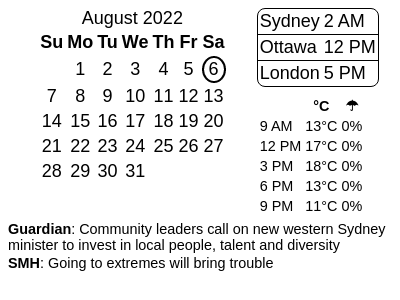 August 2022
Su Mo Tu We Th Fr Sa
1 2 3 4 5 6
7 8 9 10 11 12 13
14 15 16 17 18 19 20
21 22 23 24 25 26 27
28 29 30 31
Sydney 2 AM
Ottawa 12 PM
London 5 PM
°C ☂
9 AM 13°C 0%
12 PM 17°C 0%
3 PM 18°C 0%
6 PM 13°C 0%
9 PM 11°C 0%
Guardian: Community leaders call on new western Sydney
minister to invest in local people, talent and diversity
SMH: Going to extremes will bring trouble